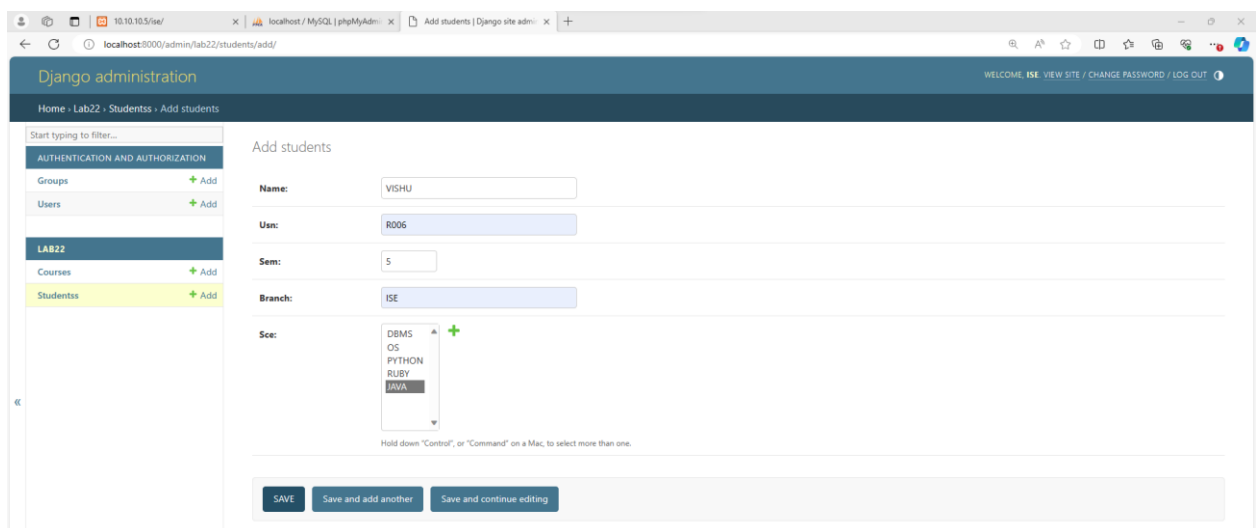 10.10.10.5/ise/
localhost / MySQL | phpMyAdmi
Add students | Django site admi
localhost:8000/admin/lab22/students/add/
Django administration
WELCOME, ISE. VIEW SITE / CHANGE PASSWORD / LOG OUT
Home › Lab22 › Studentss › Add students
Start typing to filter...
AUTHENTICATION AND AUTHORIZATION
Groups + Add
Users + Add
LAB22
Courses + Add
Studentss + Add
Add students
Name: VISHU
Usn: R006
Sem: 5
Branch: ISE
Sce:
DBMS
OS
PYTHON
RUBY
JAVA
Hold down "Control", or "Command" on a Mac, to select more than one.
SAVE Save and add another Save and continue editing